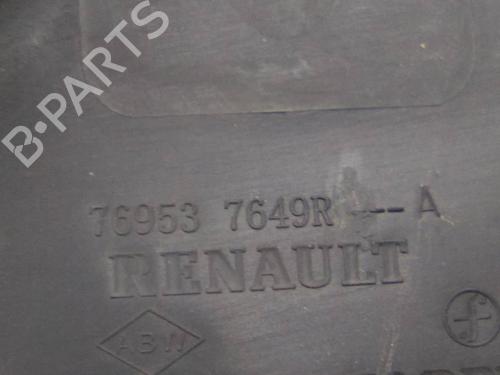 B-PARTS
76953 7649R --- A
RENAULT
ABW
f